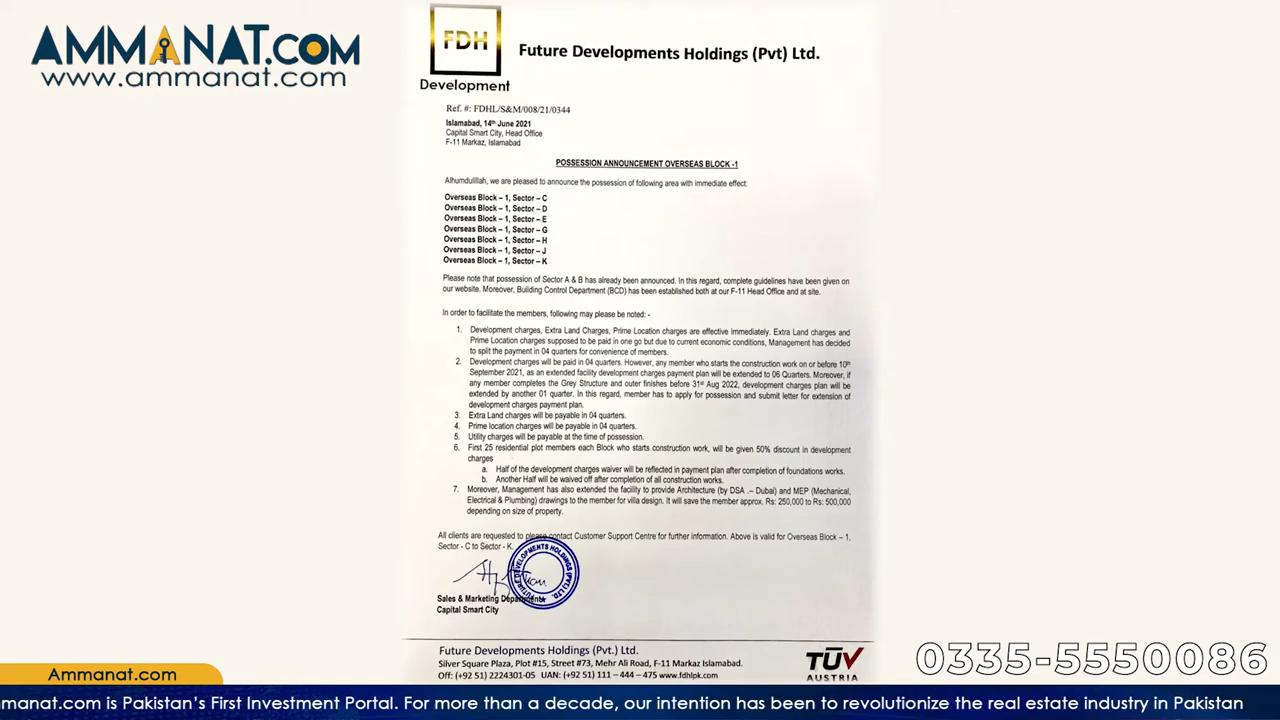 AMMANAT.COM
www.ammanat.com
FDH
Development
Future Developments Holdings (Pvt) Ltd.
Ref. #: FDHL/S&M/008/21/0344
Islamabad, 14th June 2021
Capital Smart City, Head Office
F-11 Markaz, Islamabad
POSSESSION ANNOUNCEMENT OVERSEAS BLOCK -1
Alhumdulillah, we are pleased to announce the possession of following area with immediate effect:
Overseas Block – 1, Sector – C
Overseas Block – 1, Sector – D
Overseas Block – 1, Sector – E
Overseas Block – 1, Sector – G
Overseas Block – 1, Sector – H
Overseas Block – 1, Sector – J
Overseas Block – 1, Sector – K
Please note that possession of Sector A & B has already been announced. In this regard, complete guidelines have been given on
our website. Moreover, Building Control Department (BCD) has been established both at our F-11 Head Office and at site.
In order to facilitate the members, following may please be noted: -
1. Development charges, Extra Land Charges, Prime Location charges are effective immediately. Extra Land charges and
Prime Location charges supposed to be paid in one go but due to current economic conditions, Management has decided
to split the payment in 04 quarters for convenience of members.
2. Development charges will be paid in 04 quarters. However, any member who starts the construction work on or before 10th
September 2021, as an extended facility development charges payment plan will be extended to 06 Quarters. Moreover, if
any member completes the Grey Structure and outer finishes before 31st Aug 2022, development charges plan will be
extended by another 01 quarter. In this regard, member has to apply for possession and submit letter for extension of
development charges payment plan.
3. Extra Land charges will be payable in 04 quarters.
4. Prime location charges will be payable in 04 quarters.
5. Utility charges will be payable at the time of possession.
6. First 25 residential plot members each Block who starts construction work, will be given 50% discount in development
charges
a. Half of the development charges waiver will be reflected in payment plan after completion of foundations works.
b. Another Half will be waived off after completion of all construction works.
7. Moreover, Management has also extended the facility to provide Architecture (by DSA .– Dubai) and MEP (Mechanical,
Electrical & Plumbing) drawings to the member for villa design. It will save the member approx. Rs: 250,000 to Rs: 500,000
depending on size of property.
All clients are requested to please contact Customer Support Centre for further information. Above is valid for Overseas Block – 1,
Sector - C to Sector - K.
FUTURE DEVELOPMENTS HOLDINGS (PVT) LTD.
Sales & Marketing Department
Capital Smart City
Future Developments Holdings (Pvt.) Ltd.
Silver Square Plaza, Plot #15, Street #73, Mehr Ali Road, F-11 Markaz Islamabad.
Off: (+92 51) 2224301-05 UAN: (+92 51) 111 – 444 – 475 www.fdhlpk.com
TÜV
AUSTRIA
0335-5550086
Ammanat.com
mmanat.com is Pakistan's First Investment Portal. For more than a decade, our intention has been to revolutionize the real estate industry in Pakistan